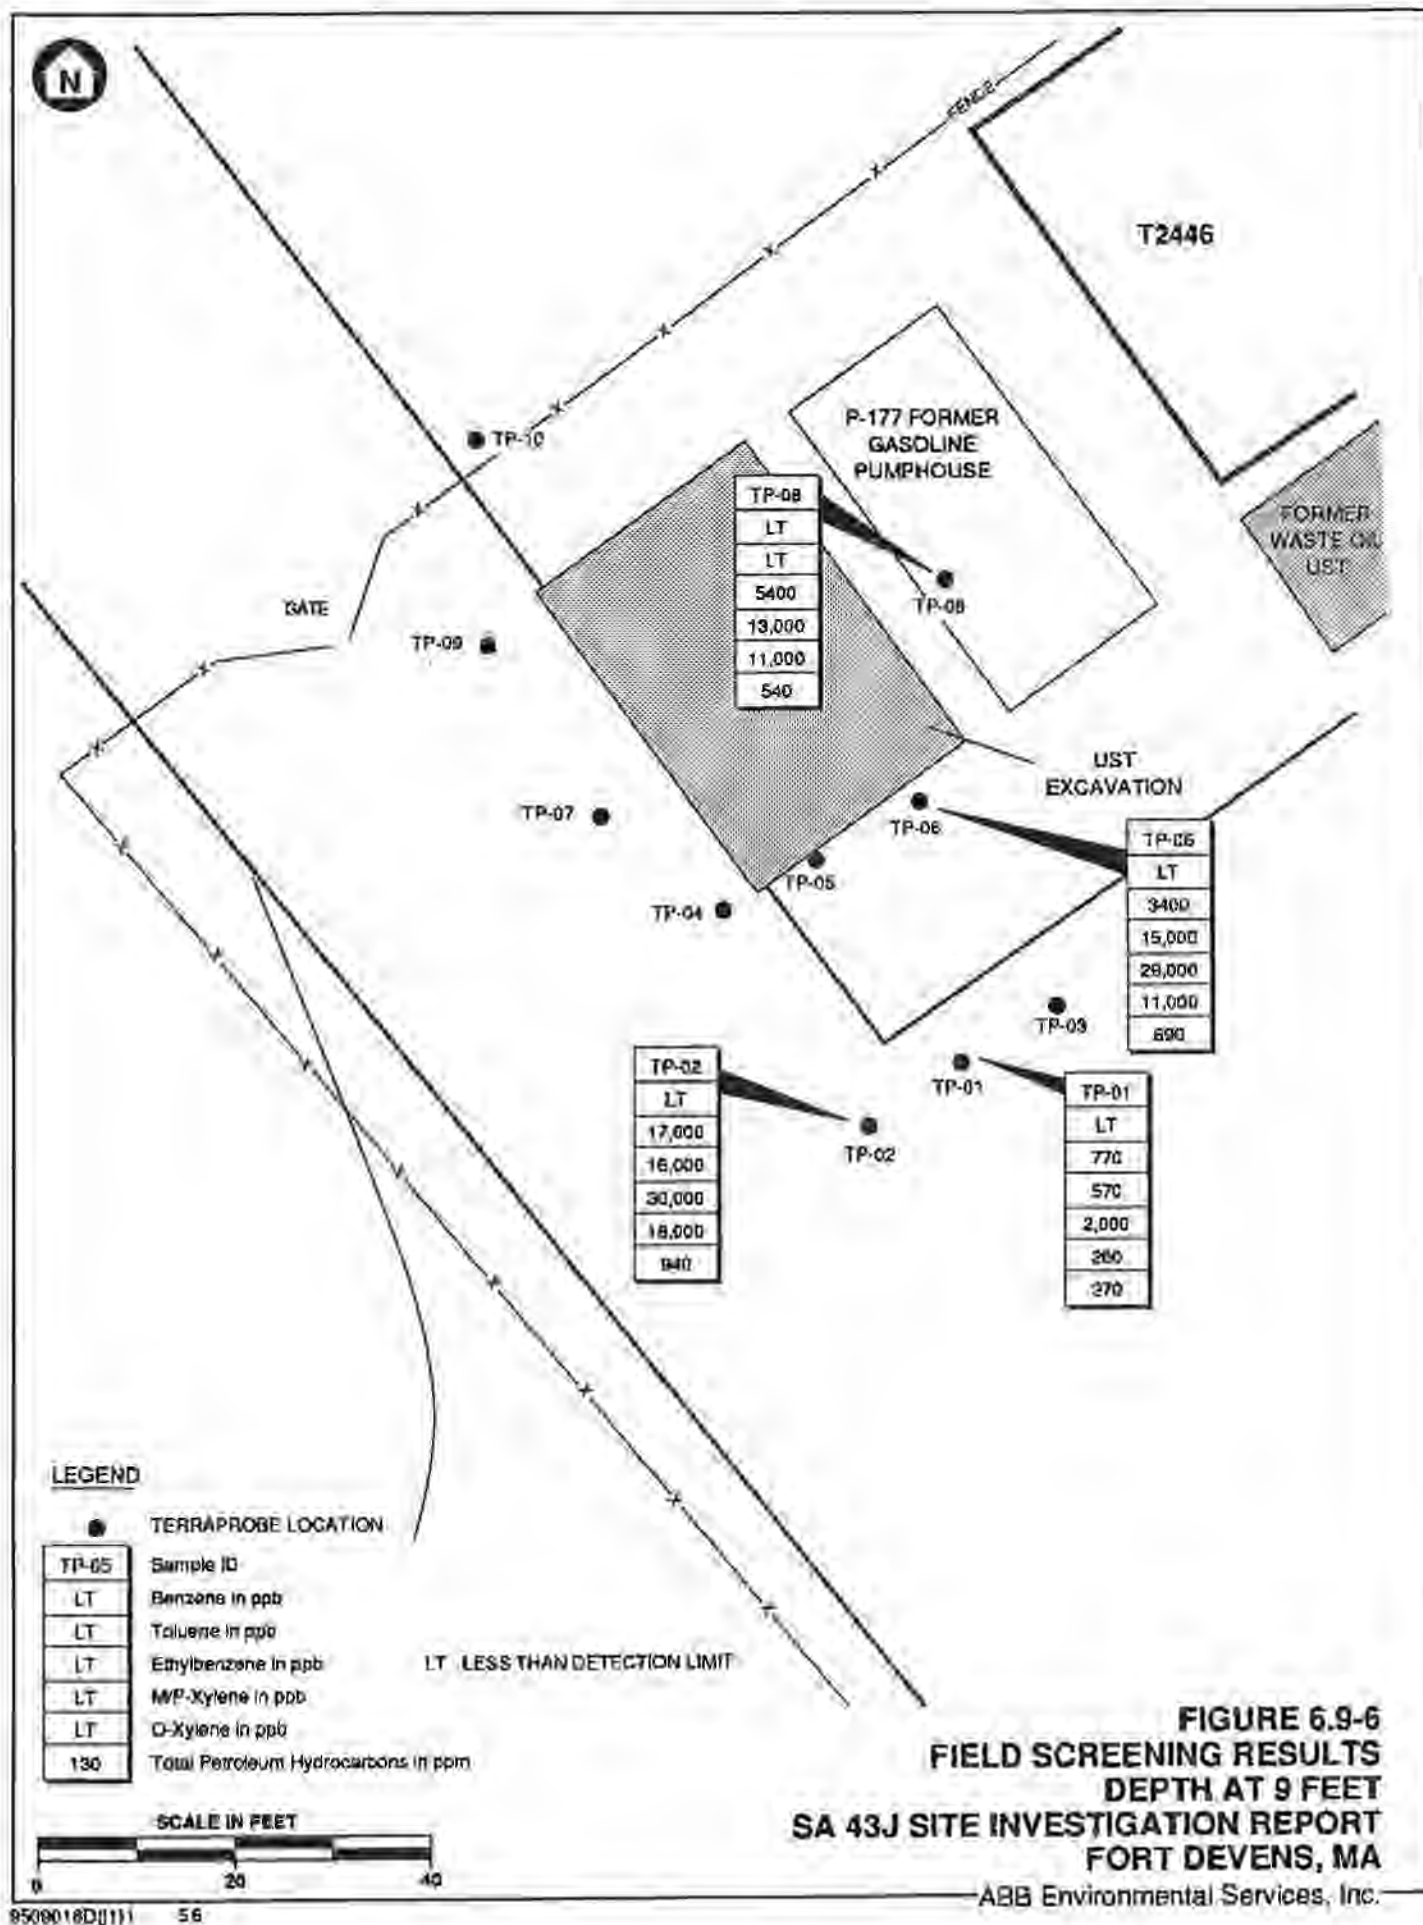 N
FENCE
T2446
TP-10
P-177 FORMER
GASOLINE
PUMPHOUSE
TP-08
LT
LT
5400
13,000
11,000
540
FORMER
WASTE OIL
UST
TP-08
GATE
TP-09
UST
EXCAVATION
TP-07
TP-06
TP-06
LT
3400
15,000
28,000
11,000
690
TP-05
TP-04
TP-03
TP-02
LT
17,000
16,000
30,000
18,000
940
TP-01
TP-01
LT
770
570
2,000
260
270
TP-02
LEGEND
TERRAPROBE LOCATION
TP-05 Sample ID
LT Benzene in ppb
LT Toluene in ppb
LT Ethylbenzene in ppb
LT LESS THAN DETECTION LIMIT
LT M/P-Xylene in ppb
LT O-Xylene in ppb
130 Total Petroleum Hydrocarbons in ppm
SCALE IN FEET
0 20 40
FIGURE 6.9-6
FIELD SCREENING RESULTS
DEPTH AT 9 FEET
SA 43J SITE INVESTIGATION REPORT
FORT DEVENS, MA
ABB Environmental Services, Inc.